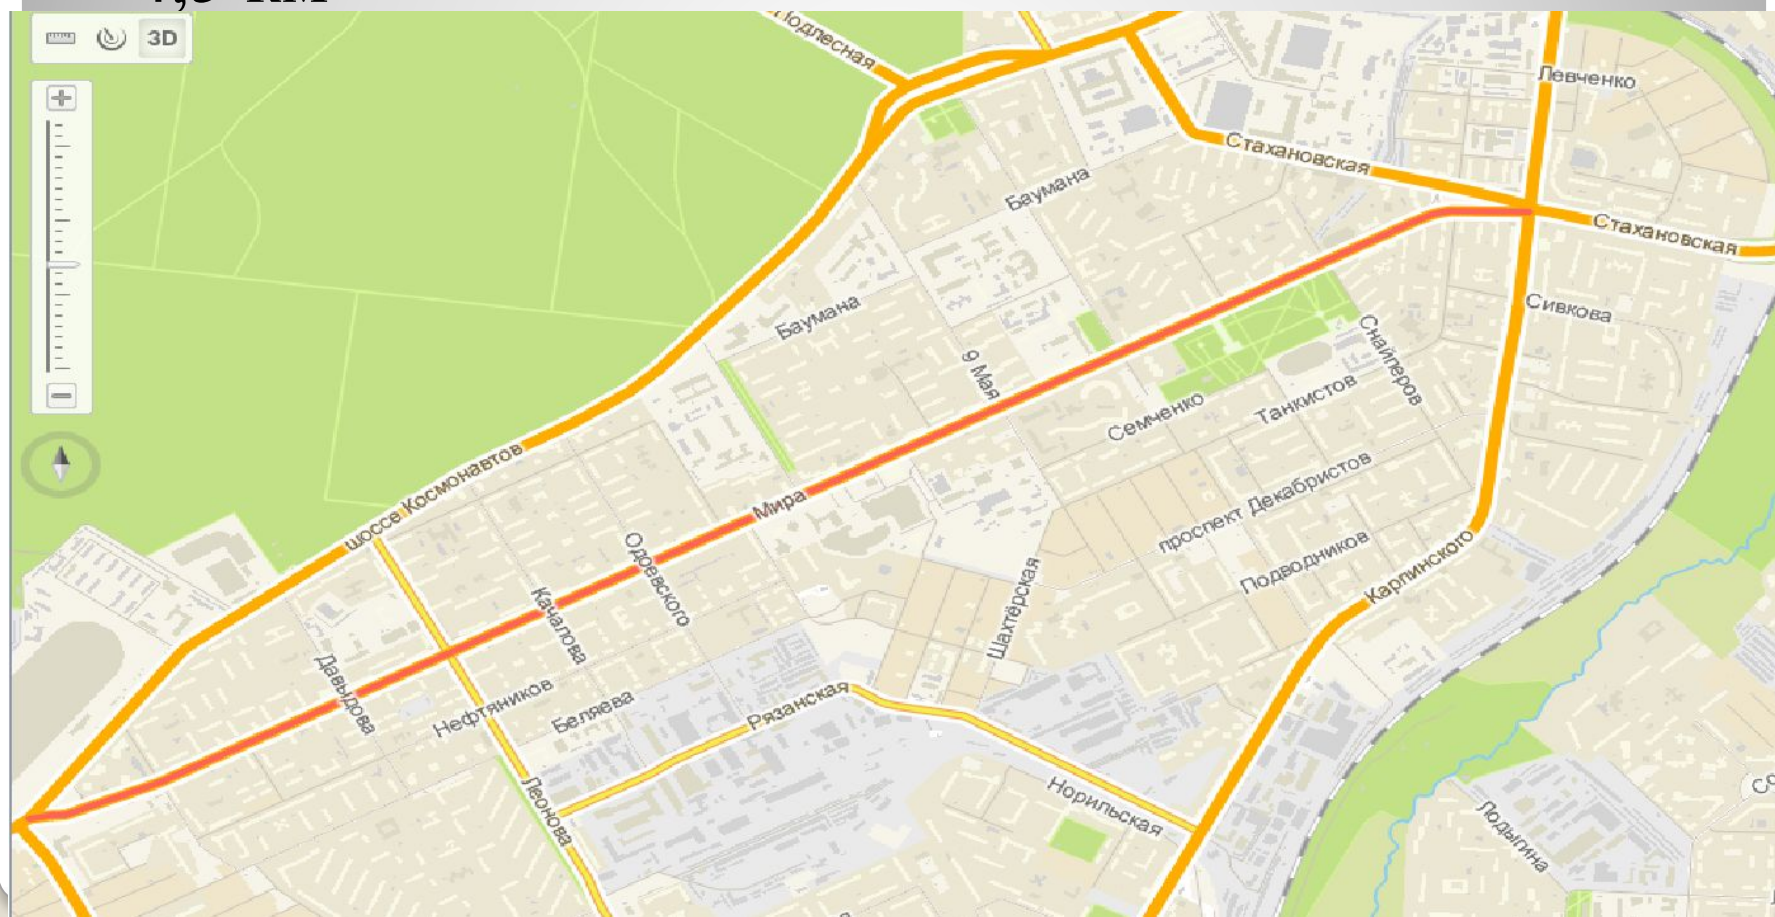 км
3D
Подлесная
Левченко
Стахановская
Баумана
Стахановская
Баумана
Сивкова
9 Мая
Снайперов
Танкистов
Семченко
шоссе Космонавтов
Мира
проспект Декабристов
Одоевского
Подводников
Карпинского
Качалова
Шахтёрская
Давыдова
Нефтяников
Беляева
Рязанская
Леонова
Норильская
Лодыгина